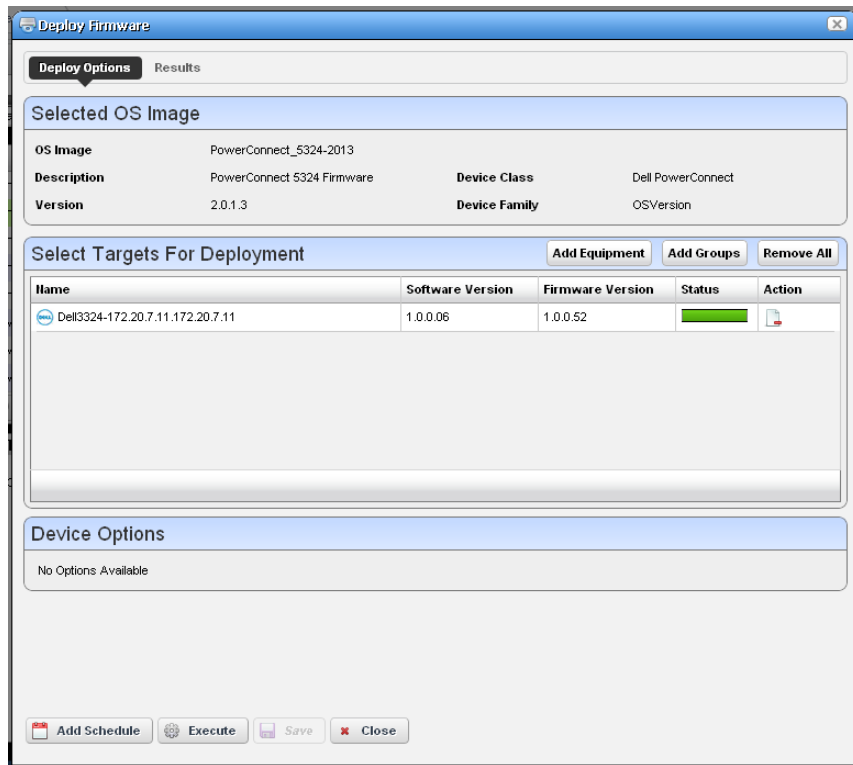 Deploy Firmware
Deploy Options Results
Selected OS Image
OS Image PowerConnect_5324-2013
Description PowerConnect 5324 Firmware Device Class Dell PowerConnect
Version 2.0.1.3 Device Family OSVersion
Select Targets For Deployment Add Equipment Add Groups Remove All
Name Software Version Firmware Version Status Action
Dell3324-172.20.7.11.172.20.7.11 1.0.0.06 1.0.0.52
Device Options
No Options Available
Add Schedule Execute Save Close